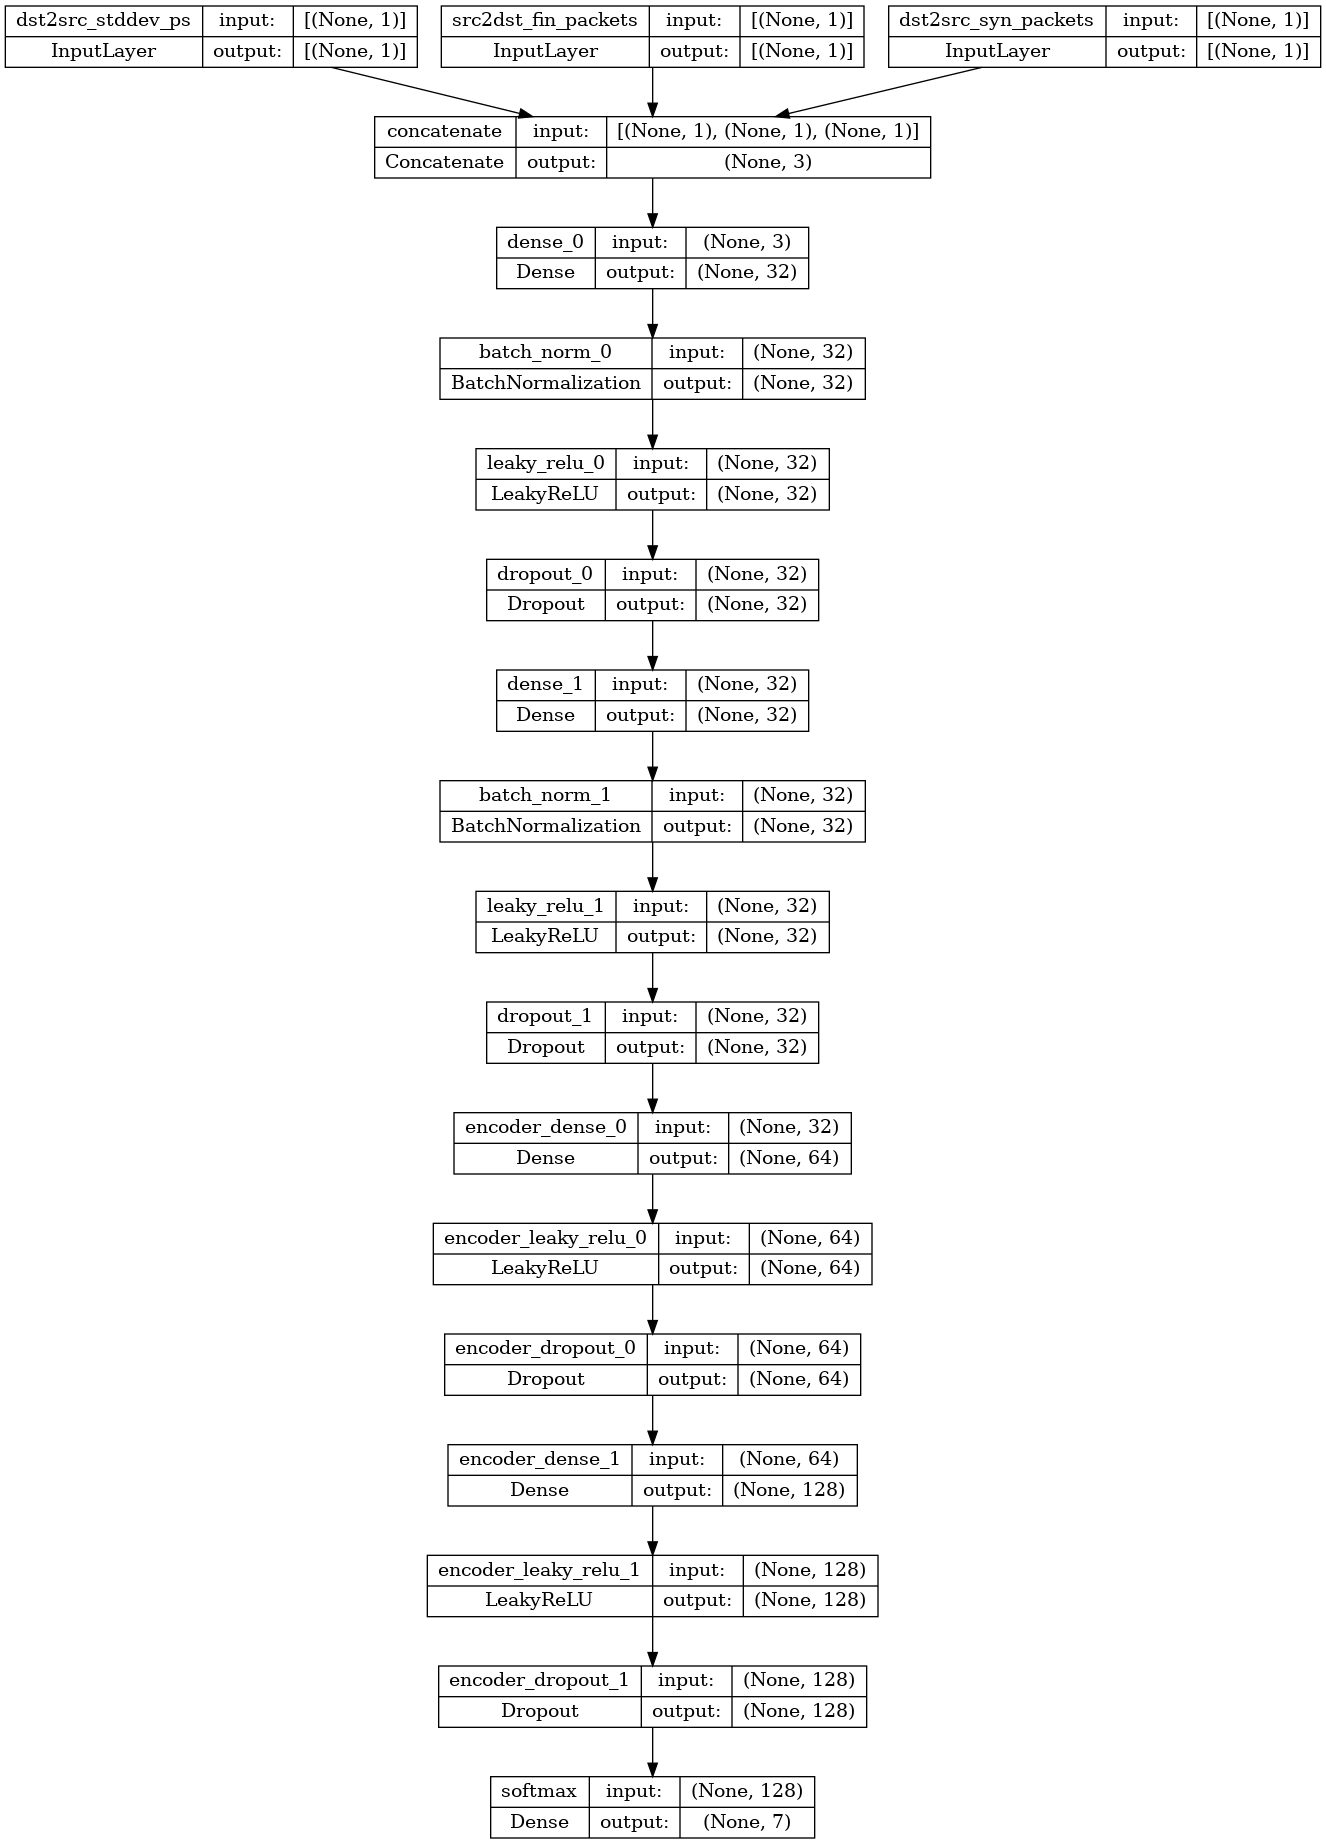 dst2src_stddev_ps input: [(None, 1)]
InputLayer output: [(None, 1)]
src2dst_fin_packets input: [(None, 1)]
InputLayer output: [(None, 1)]
dst2src_syn_packets input: [(None, 1)]
InputLayer output: [(None, 1)]
concatenate input: [(None, 1), (None, 1), (None, 1)]
Concatenate output: (None, 3)
dense_0 input: (None, 3)
Dense output: (None, 32)
batch_norm_0 input: (None, 32)
BatchNormalization output: (None, 32)
leaky_relu_0 input: (None, 32)
LeakyReLU output: (None, 32)
dropout_0 input: (None, 32)
Dropout output: (None, 32)
dense_1 input: (None, 32)
Dense output: (None, 32)
batch_norm_1 input: (None, 32)
BatchNormalization output: (None, 32)
leaky_relu_1 input: (None, 32)
LeakyReLU output: (None, 32)
dropout_1 input: (None, 32)
Dropout output: (None, 32)
encoder_dense_0 input: (None, 32)
Dense output: (None, 64)
encoder_leaky_relu_0 input: (None, 64)
LeakyReLU output: (None, 64)
encoder_dropout_0 input: (None, 64)
Dropout output: (None, 64)
encoder_dense_1 input: (None, 64)
Dense output: (None, 128)
encoder_leaky_relu_1 input: (None, 128)
LeakyReLU output: (None, 128)
encoder_dropout_1 input: (None, 128)
Dropout output: (None, 128)
softmax input: (None, 128)
Dense output: (None, 7)